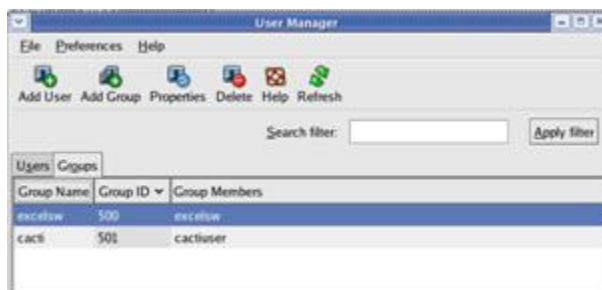 User Manager
File Preferences Help
Add User Add Group Properties Delete Help Refresh
Search filter: Apply filter
Users Groups
Group Name Group ID Group Members
excelsw 500 excelsw
cacti 501 cactiuser